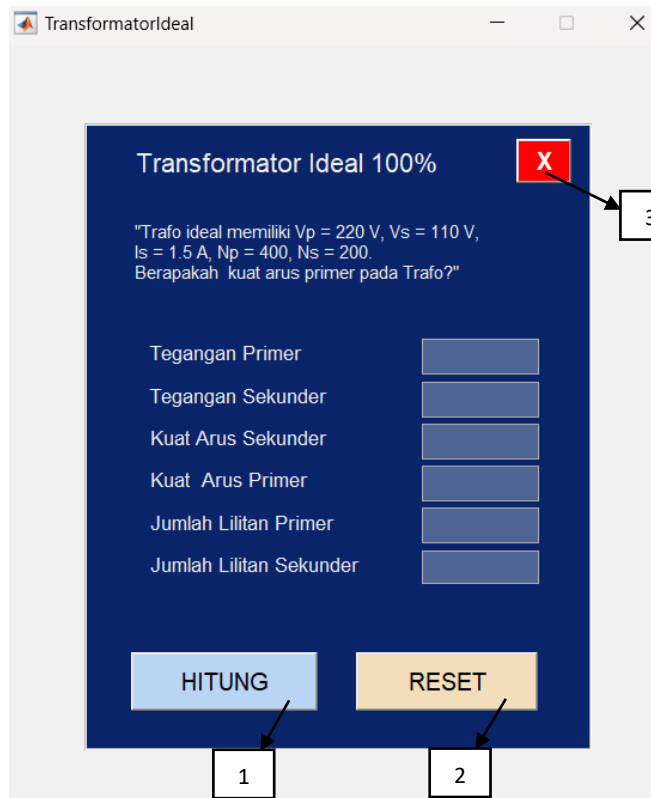 TransformatorIdeal
Transformator Ideal 100%
X
3
"Trafo ideal memiliki Vp = 220 V, Vs = 110 V,
Is = 1.5 A, Np = 400, Ns = 200.
Berapakah kuat arus primer pada Trafo?"
Tegangan Primer
Tegangan Sekunder
Kuat Arus Sekunder
Kuat Arus Primer
Jumlah Lilitan Primer
Jumlah Lilitan Sekunder
HITUNG
RESET
1
2